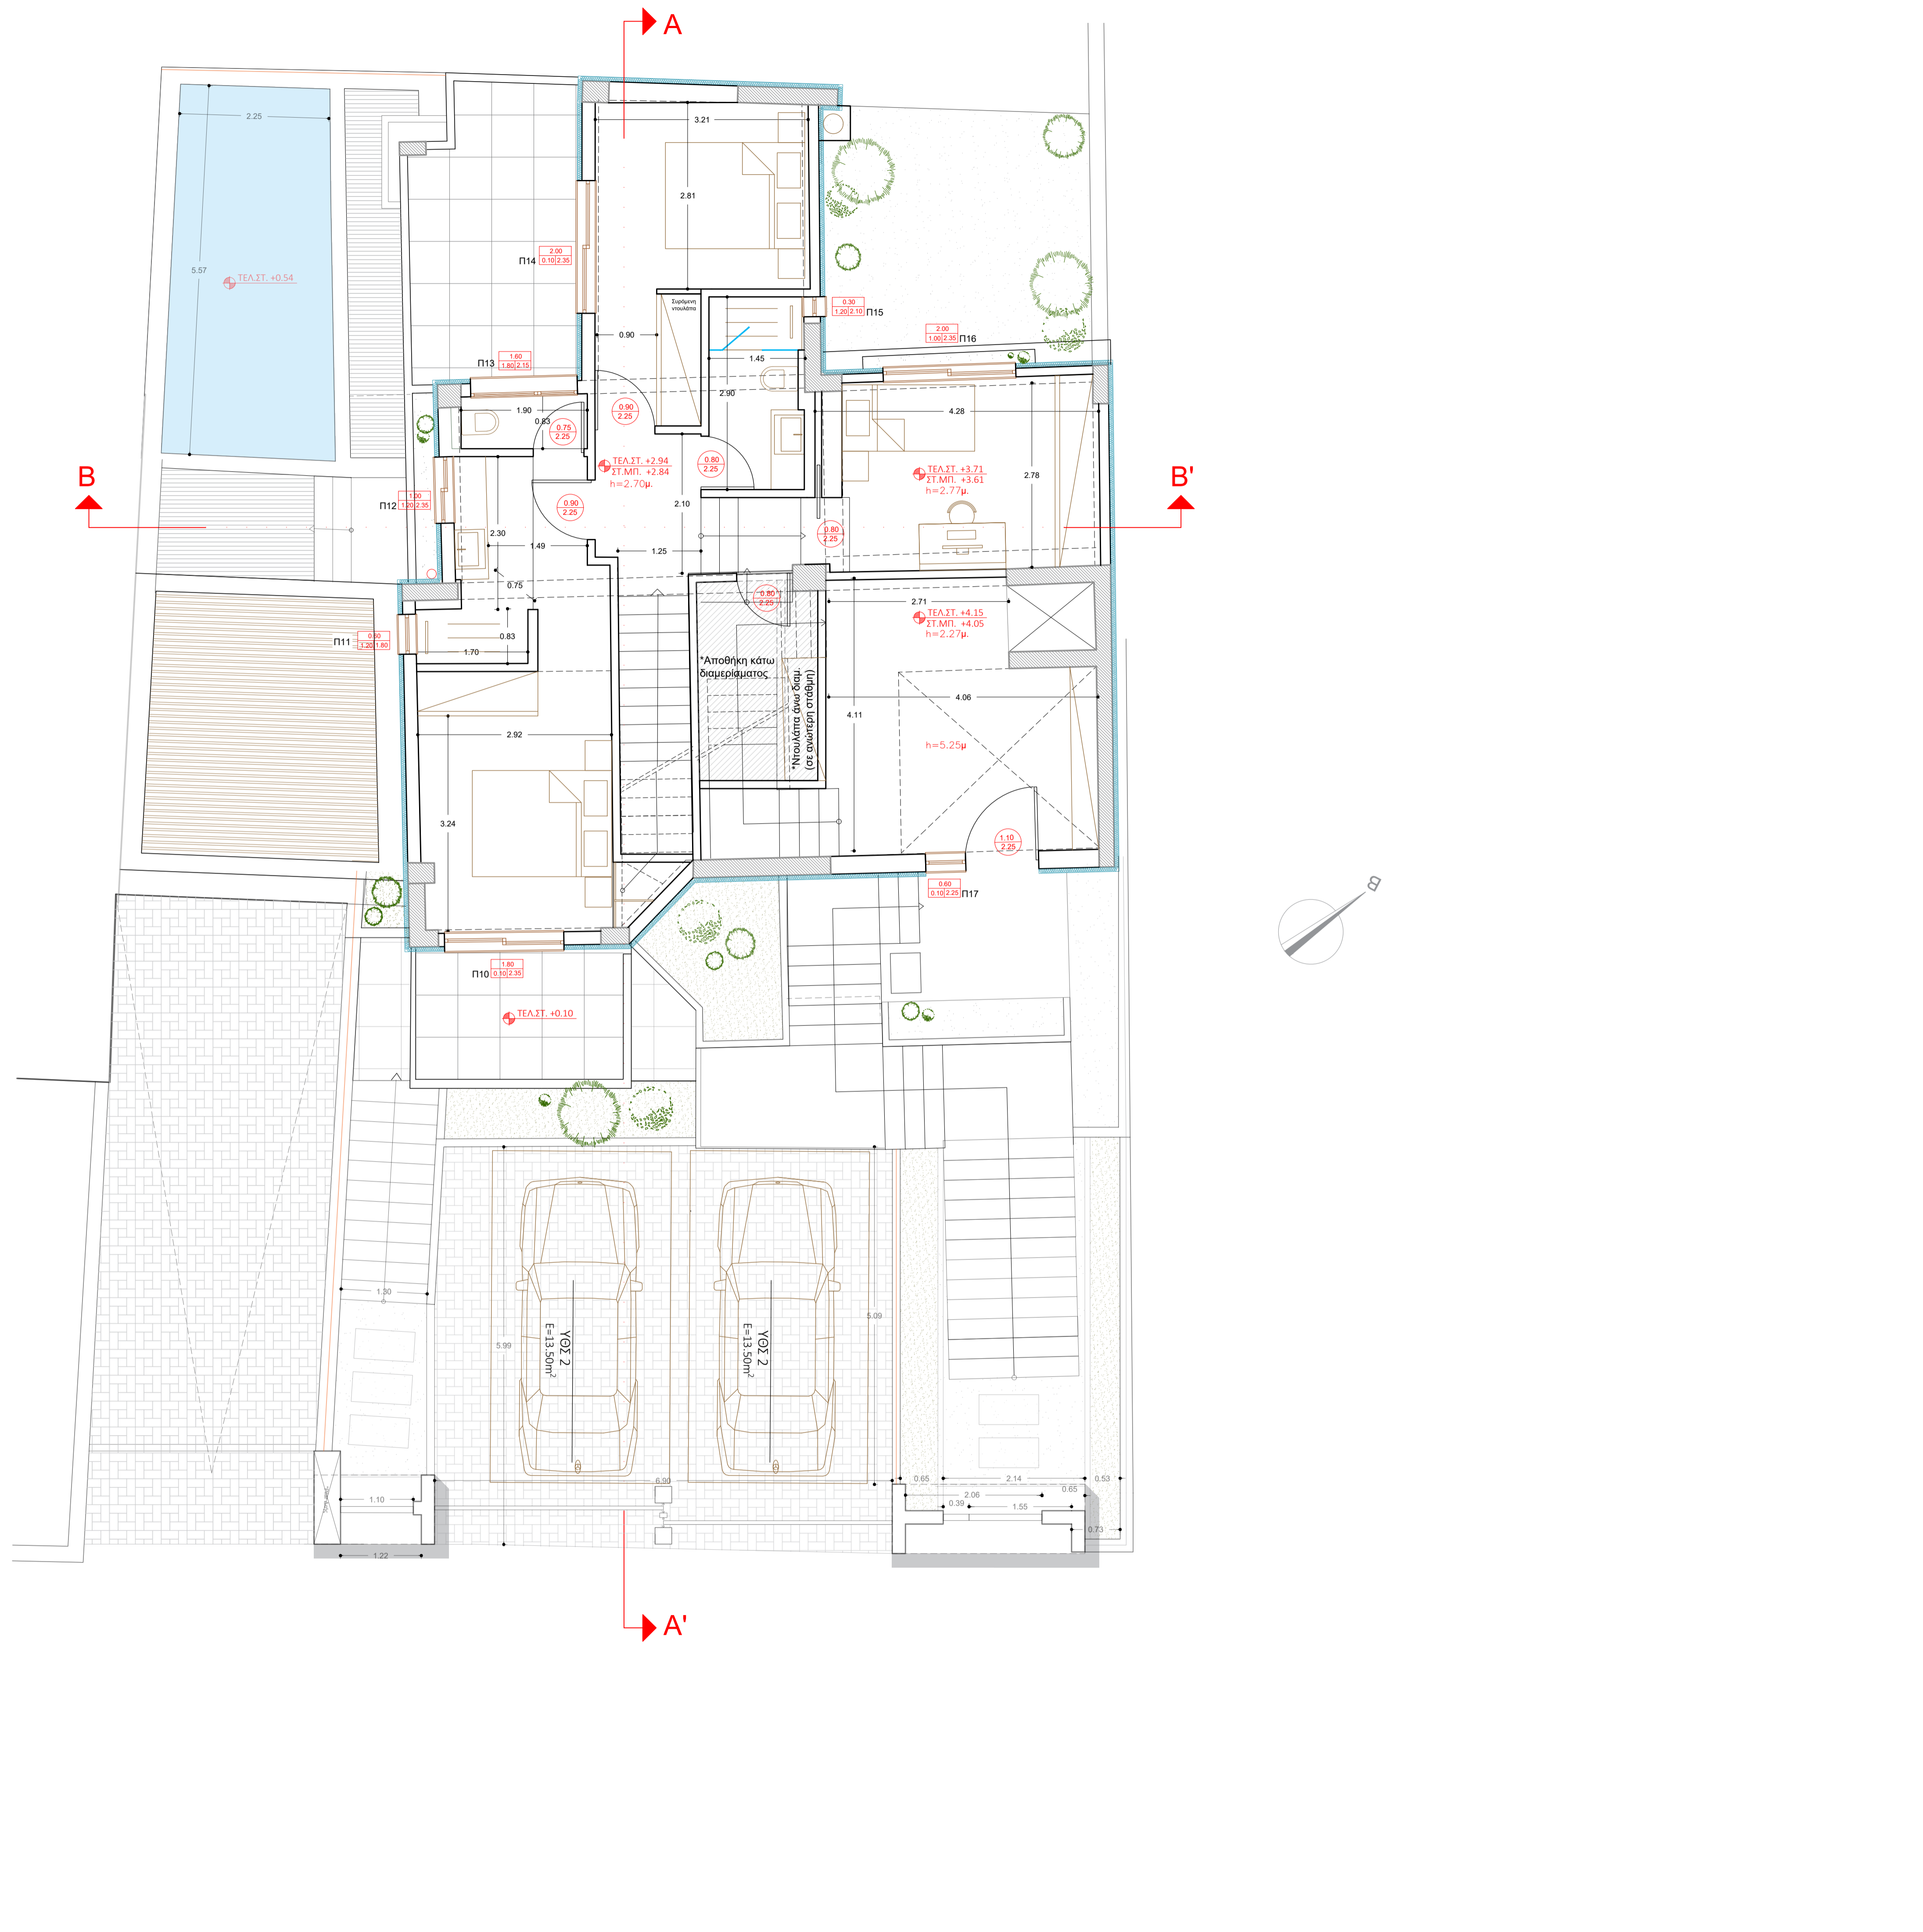 A
2.25
3.21
2.81
5.57
ΤΕΛ.ΣΤ. +0.54
2.00
Π14 0.10 2.35
Συρόμενη
ντουλάπα
0.30
1.20 2.10 Π15
2.00
1.00 2.35 Π16
0.90
1.45
1.60
Π13 1.80 2.15
2.90
1.90
0.83
0.90
2.25
0.75
2.25
4.28
0.80
2.25
ΤΕΛ.ΣΤ. +2.94
ΣΤ.ΜΠ. +2.84
h=2.70μ.
ΤΕΛ.ΣΤ. +3.71
ΣΤ.ΜΠ. +3.61
h=2.77μ.
2.78
B
B'
1.00
Π12 1.20 2.35
0.90
2.25
2.10
2.30
1.49
1.25
0.80
2.25
0.75
0.80
2.25
2.71
ΤΕΛ.ΣΤ. +4.15
ΣΤ.ΜΠ. +4.05
h=2.27μ.
0.60
Π11 1.20 1.80
0.83
1.70
*Αποθήκη κάτω
διαμερίαματος
*Ντουλάπα άνω διαμ.
(σε ανώτερη στάθμη)
4.06
4.11
2.92
h=5.25μ
3.24
1.10
2.25
0.60
0.10 2.25 Π17
B
1.80
Π10 0.10 2.35
ΤΕΛ.ΣΤ. +0.10
1.30
5.99
5.09
ΥΘΣ 2
E=13.50m²
ΥΘΣ 2
E=13.50m²
6.90
0.65
2.14
0.53
0.65
2.06
0.39
1.55
1.10
0.73
1.22
A'